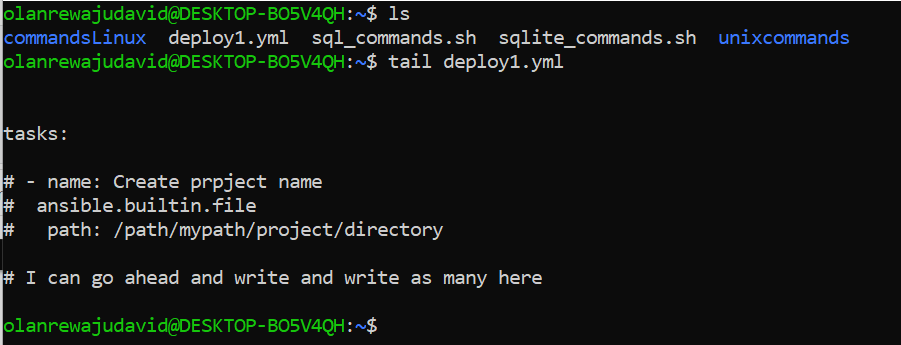 olanrewajudavid@DESKTOP-BO5V4QH:~$ ls
commandsLinux  deploy1.yml  sql_commands.sh  sqlite_commands.sh  unixcommands
olanrewajudavid@DESKTOP-BO5V4QH:~$ tail deploy1.yml
tasks:
# - name: Create prpject name
#  ansible.builtin.file
#   path: /path/mypath/project/directory
# I can go ahead and write and write as many here
olanrewajudavid@DESKTOP-BO5V4QH:~$